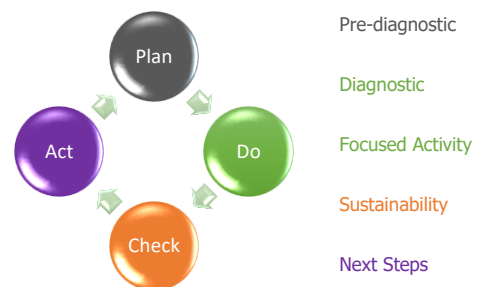 Plan
Do
Check
Act
Pre-diagnostic
Diagnostic
Focused Activity
Sustainability
Next Steps